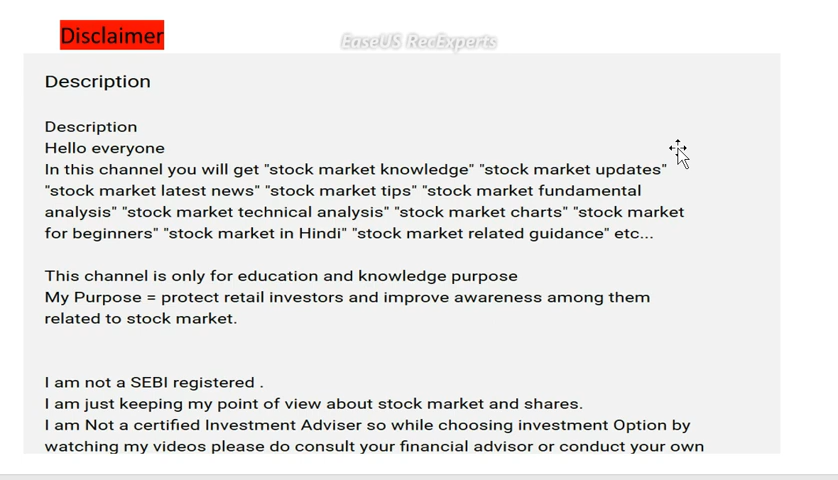 Disclaimer
EaseUS RecExperts
Description
Description
Hello everyone
In this channel you will get "stock market knowledge" "stock market updates"
"stock market latest news" "stock market tips" "stock market fundamental
analysis" "stock market technical analysis" "stock market charts" "stock market
for beginners" "stock market in Hindi" "stock market related guidance" etc...
This channel is only for education and knowledge purpose
My Purpose = protect retail investors and improve awareness among them
related to stock market.
I am not a SEBI registered .
I am just keeping my point of view about stock market and shares.
I am Not a certified Investment Adviser so while choosing investment Option by
watching my videos please do consult your financial advisor or conduct your own